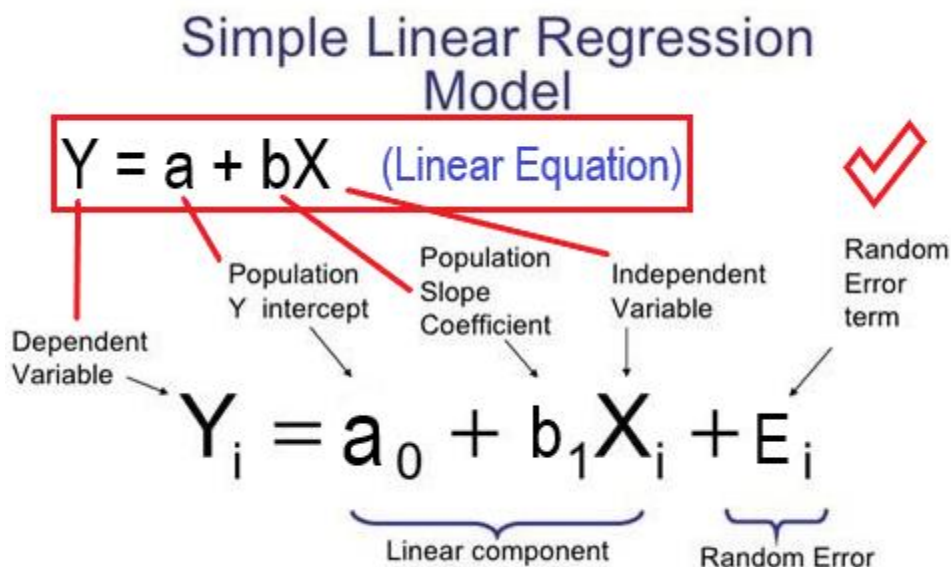 Simple Linear Regression
Model
Y = a + bX (Linear Equation)
Population
Y intercept
Population
Slope
Coefficient
Independent
Variable
Random
Error
term
Dependent
Variable
Yᵢ = a₀ + b₁Xᵢ + Eᵢ
Linear component
Random Error